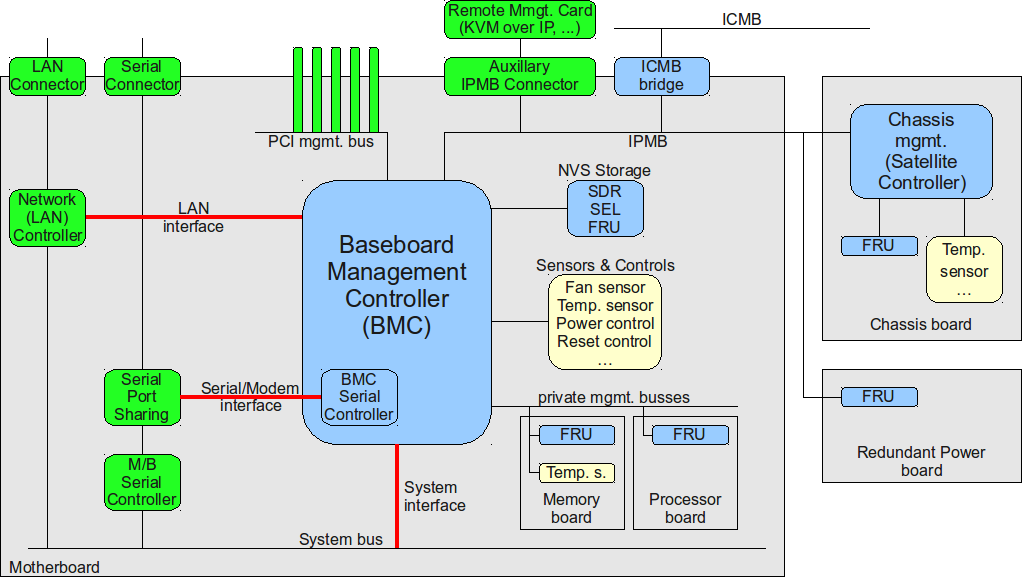 Remote Mmgt. Card
(KVM over IP, ...)
ICMB
LAN
Connector
Serial
Connector
Auxillary
IPMB Connector
ICMB
bridge
PCI mgmt. bus
IPMB
Chassis
mgmt.
(Satellite
Controller)
NVS Storage
SDR
SEL
FRU
Network
(LAN)
Controller
LAN
interface
Baseboard
Management
Controller
(BMC)
FRU
Temp.
sensor
...
Chassis board
Sensors & Controls
Fan sensor
Temp. sensor
Power control
Reset control
...
Serial
Port
Sharing
Serial/Modem
interface
BMC
Serial
Controller
private mgmt. busses
FRU
Temp. s.
Memory
board
FRU
Processor
board
FRU
Redundant Power
board
M/B
Serial
Controller
System
interface
System bus
Motherboard